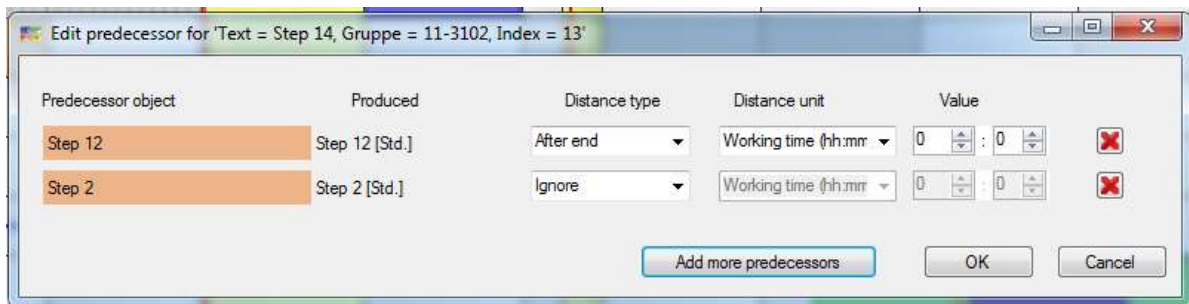 Edit predecessor for 'Text = Step 14, Gruppe = 11-3102, Index = 13'
Predecessor object Produced Distance type Distance unit Value
Step 12 Step 12 [Std.] After end Working time (hh:mm 0 : 0
Step 2 Step 2 [Std.] Ignore Working time (hh:mm 0 : 0
Add more predecessors OK Cancel